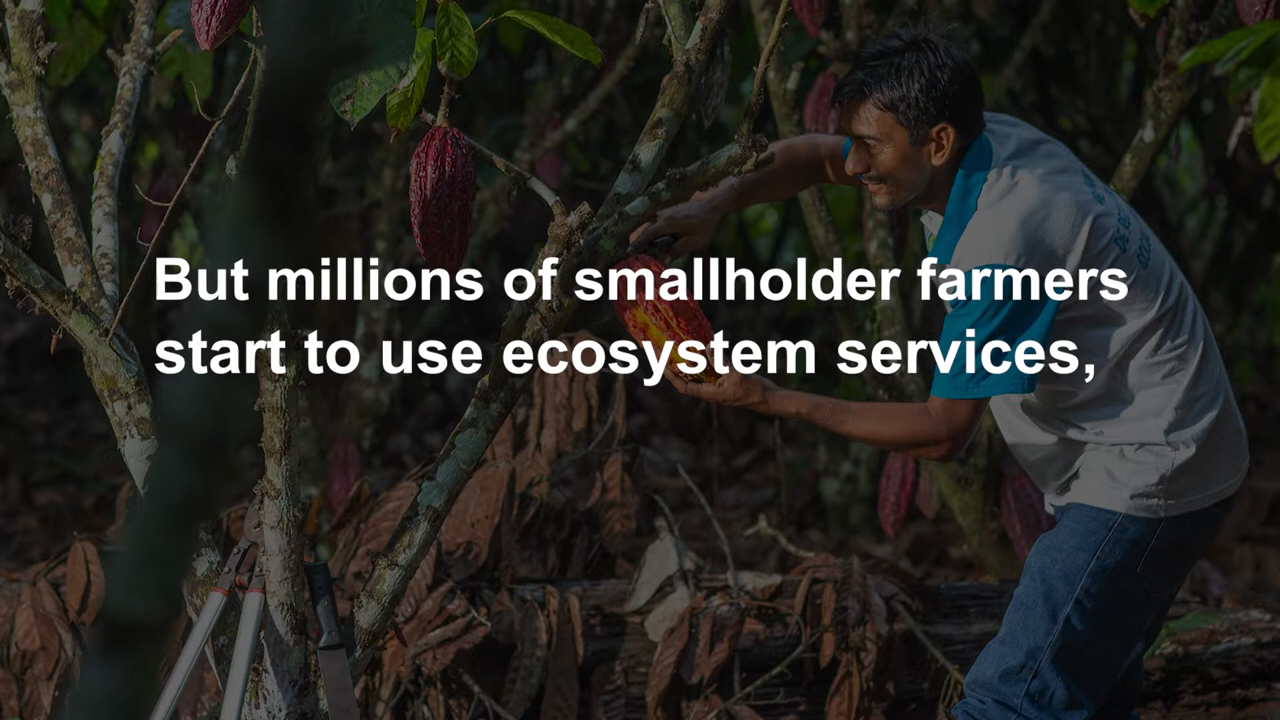 But millions of smallholder farmers
start to use ecosystem services,